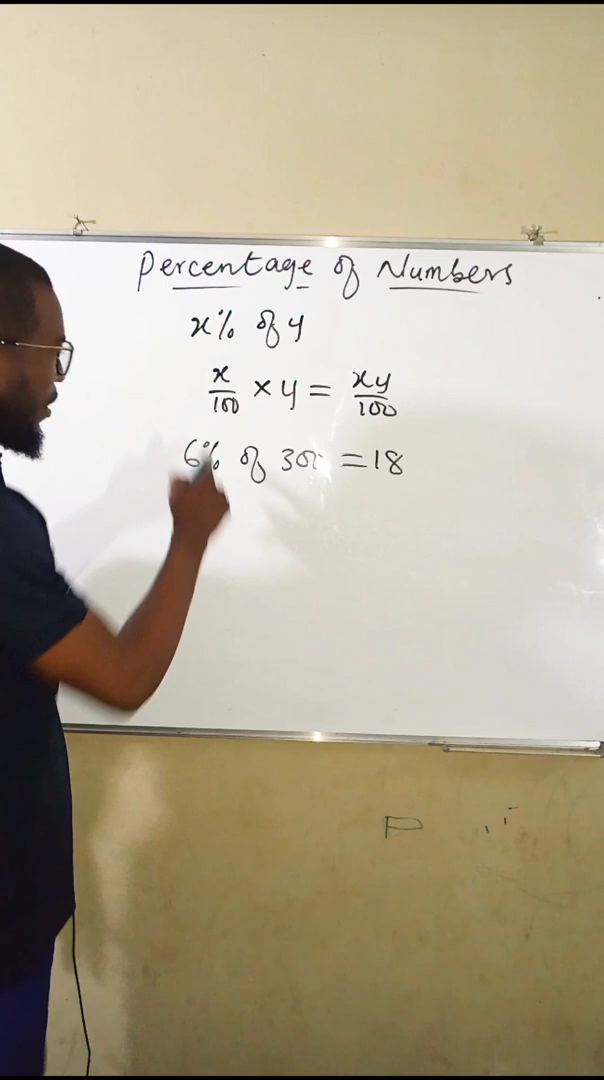 Percentage of Numbers
x% of y
x/100 × y = xy/100
6% of 300 = 18
P